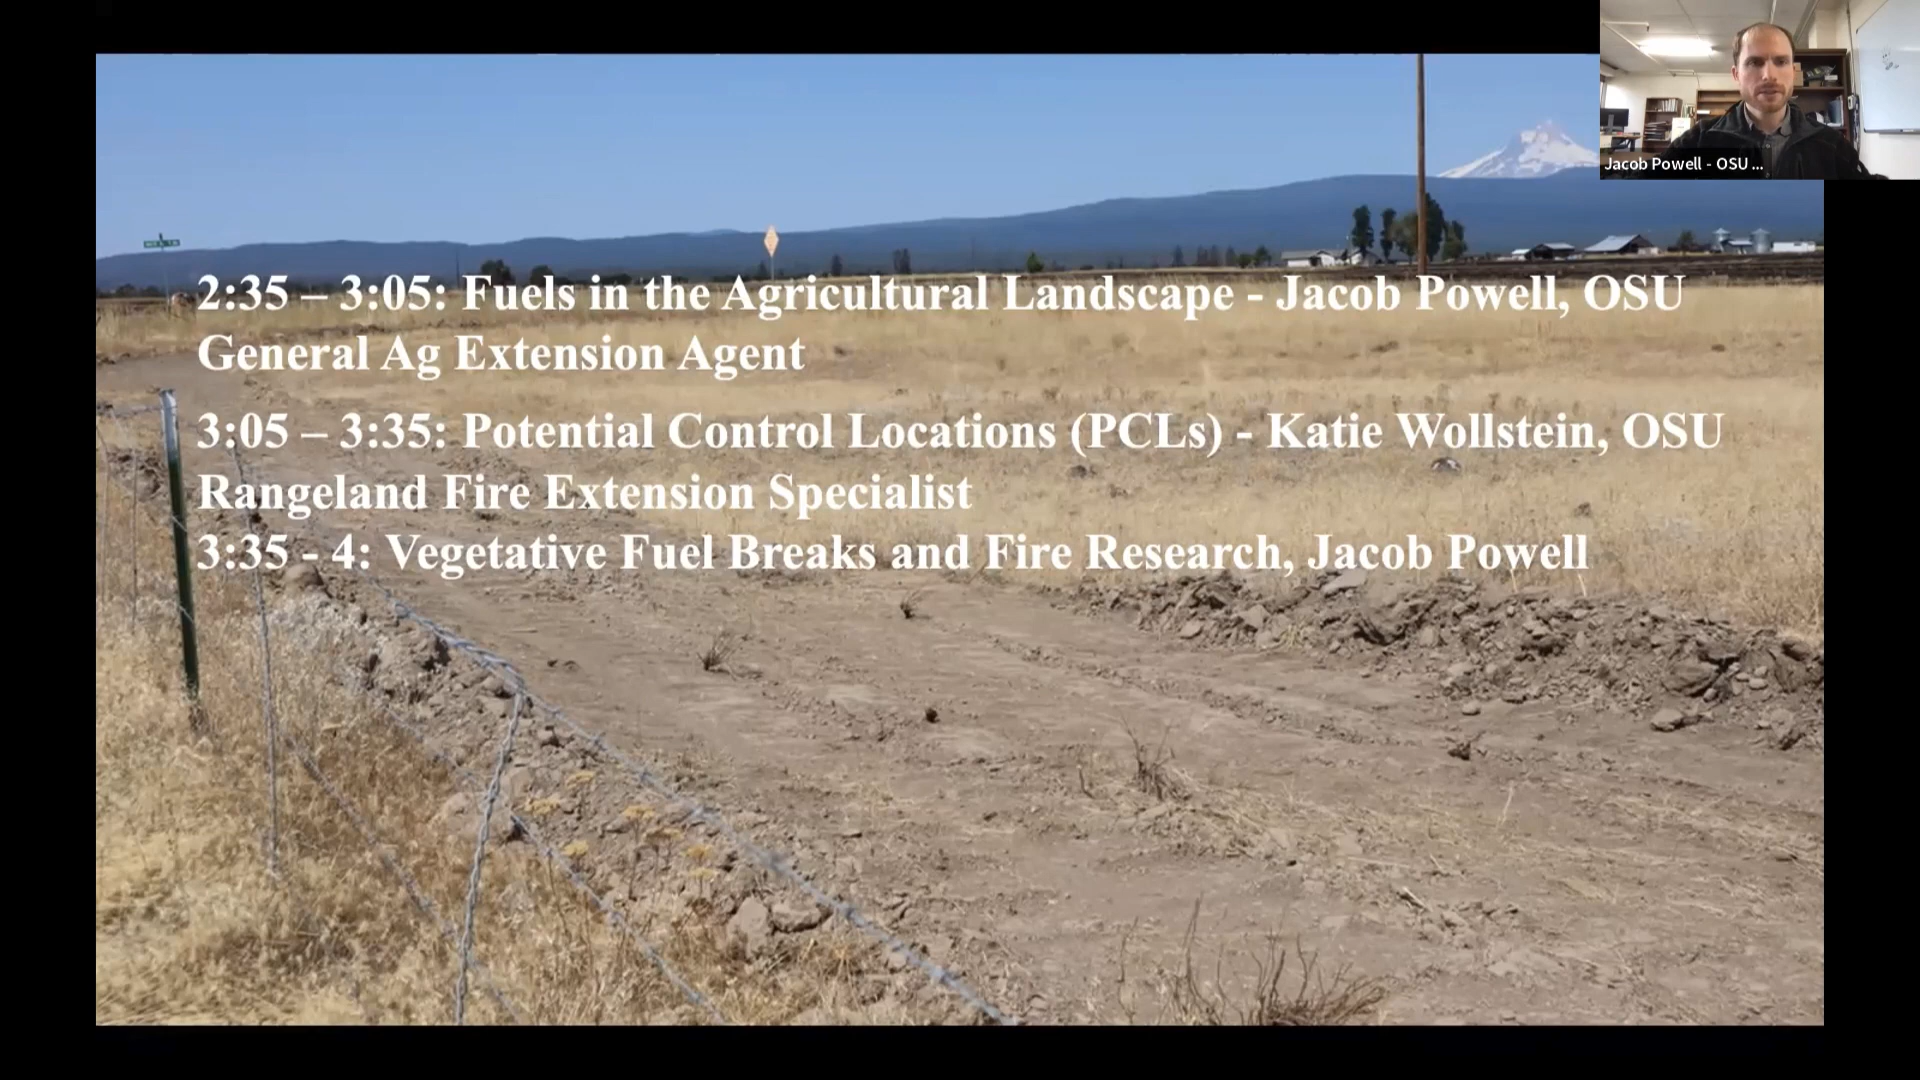 Jacob Powell - OSU ...
2:35 – 3:05: Fuels in the Agricultural Landscape - Jacob Powell, OSU
General Ag Extension Agent
3:05 – 3:35: Potential Control Locations (PCLs) - Katie Wollstein, OSU
Rangeland Fire Extension Specialist
3:35 - 4: Vegetative Fuel Breaks and Fire Research, Jacob Powell